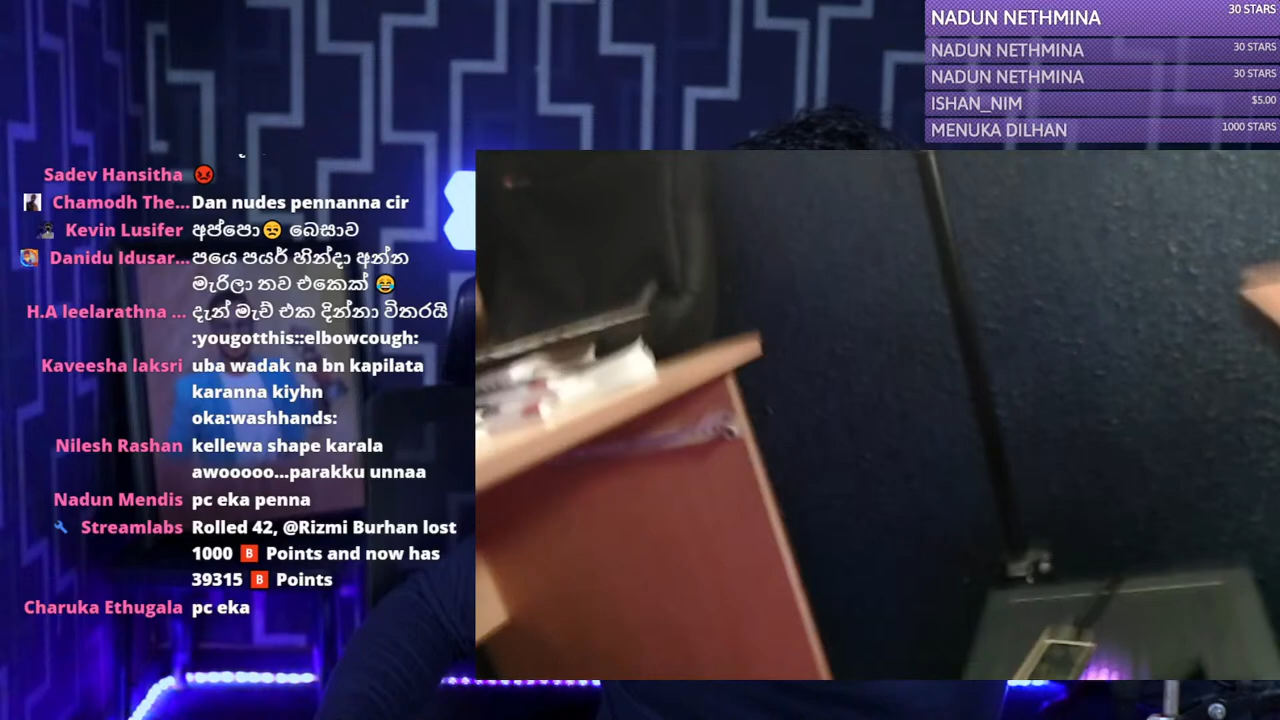 NADUN NETHMINA 30 STARS
NADUN NETHMINA 30 STARS
NADUN NETHMINA 30 STARS
ISHAN_NIM $5.00
MENUKA DILHAN 1000 STARS
Sadev Hansitha 😡
Chamodh The... Dan nudes pennanna cir
Kevin Lusifer අප්පො😒 බෙසාව
Danidu Idusar... පයෙ පයර් හින්දා අන්න
මැරිලා තව එකෙක් 😂
H.A leelarathna ... දැන් මැච් එක දින්නා විතරයි
:yougotthis::elbowcough:
Kaveesha laksri uba wadak na bn kapilata
karanna kiyhn
oka:washhands:
Nilesh Rashan kellewa shape karala
awooooo...parakku unnaa
Nadun Mendis pc eka penna
Streamlabs Rolled 42, @Rizmi Burhan lost
1000 B Points and now has
39315 B Points
Charuka Ethugala pc eka